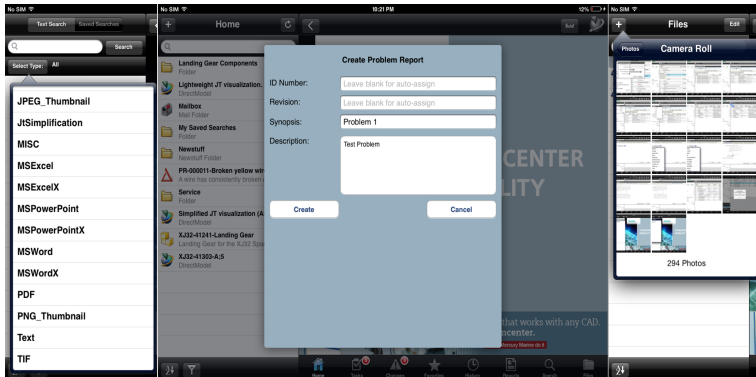 No SIM
Text Search
Saved Searches
Search
Select Type: All
JPEG_Thumbnail
JtSimplification
MISC
MSExcel
MSExcelX
MSPowerPoint
MSPowerPointX
MSWord
MSWordX
PDF
PNG_Thumbnail
Text
TIF
No SIM
10:21 PM
12%
Home
Landing Gear Components
Folder
Lightweight JT visualization.
DirectModel
Mailbox
Mail Folder
My Saved Searches
Folder
Newstuff
Newstuff Folder
PR-000011-Broken yellow wir
A wire has consistently broken
Service
Folder
Simplified JT visualization (A
DirectModel
XJ32-41241-Landing Gear
Landing Gear for the XJ32 Spa
XJ32-41303-A;5
DirectModel
Create Problem Report
ID Number:
Leave blank for auto-assign
Revision:
Leave blank for auto-assign
Synopsis:
Problem 1
Description:
Test Problem
Create
Cancel
CENTER
LITY
that works with any CAD.
mcenter.
Mercury Marine do it
Home
Tasks
Changes
Favorites
History
Reports
Search
Files
No SIM
Files
Edit
Photos
Camera Roll
294 Photos